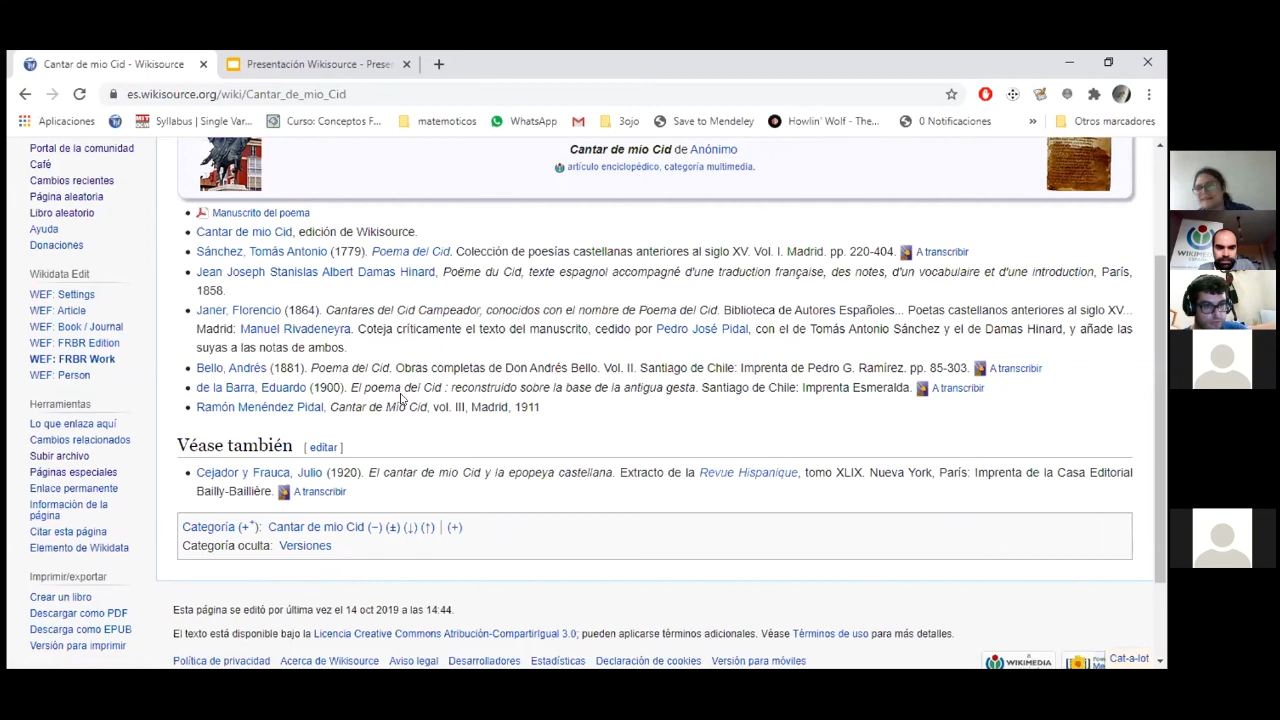 Cantar de mio Cid - Wikisource
Presentación Wikisource - Presen
es.wikisource.org/wiki/Cantar_de_mio_Cid
Aplicaciones
Syllabus | Single Var...
Curso: Conceptos F...
matemoticos
WhatsApp
3ojo
Save to Mendeley
Howlin' Wolf - The...
0 Notificaciones
»
Otros marcadores
Portal de la comunidad
Café
Cambios recientes
Página aleatoria
Libro aleatorio
Ayuda
Donaciones
Wikidata Edit
WEF: Settings
WEF: Article
WEF: Book / Journal
WEF: FRBR Edition
WEF: FRBR Work
WEF: Person
Herramientas
Lo que enlaza aquí
Cambios relacionados
Subir archivo
Páginas especiales
Enlace permanente
Información de la
página
Citar esta página
Elemento de Wikidata
Imprimir/exportar
Crear un libro
Descargar como PDF
Descarga como EPUB
Versión para imprimir
Cantar de mio Cid de Anónimo
artículo enciclopédico, categoría multimedia.
• Manuscrito del poema
• Cantar de mio Cid, edición de Wikisource.
• Sánchez, Tomás Antonio (1779). Poema del Cid. Colección de poesías castellanas anteriores al siglo XV. Vol. I. Madrid. pp. 220-404. A transcribir
• Jean Joseph Stanislas Albert Damas Hinard, Poëme du Cid, texte espagnol accompagné d'une traduction française, des notes, d'un vocabulaire et d'une introduction, París,
1858.
• Janer, Florencio (1864). Cantares del Cid Campeador, conocidos con el nombre de Poema del Cid. Biblioteca de Autores Españoles... Poetas castellanos anteriores al siglo XV...
Madrid: Manuel Rivadeneyra. Coteja críticamente el texto del manuscrito, cedido por Pedro José Pidal, con el de Tomás Antonio Sánchez y el de Damas Hinard, y añade las
suyas a las notas de ambos.
• Bello, Andrés (1881). Poema del Cid. Obras completas de Don Andrés Bello. Vol. II. Santiago de Chile: Imprenta de Pedro G. Ramírez. pp. 85-303. A transcribir
• de la Barra, Eduardo (1900). El poema del Cid : reconstruido sobre la base de la antigua gesta. Santiago de Chile: Imprenta Esmeralda. A transcribir
• Ramón Menéndez Pidal, Cantar de Mio Cid, vol. III, Madrid, 1911
Véase también [ editar ]
• Cejador y Frauca, Julio (1920). El cantar de mio Cid y la epopeya castellana. Extracto de la Revue Hispanique, tomo XLIX. Nueva York, París: Imprenta de la Casa Editorial
Bailly-Baillière. A transcribir
Categoría (+⁺): Cantar de mio Cid (−) (±) (↓) (↑) | (+)
Categoría oculta: Versiones
Esta página se editó por última vez el 14 oct 2019 a las 14:44.
El texto está disponible bajo la Licencia Creative Commons Atribución-CompartirIgual 3.0; pueden aplicarse términos adicionales. Véase Términos de uso para más detalles.
Política de privacidad Acerca de Wikisource Aviso legal Desarrolladores Estadísticas Declaración de cookies Versión para móviles
WIKIMEDIA
Cat-a-lot
WIKIMEDIA